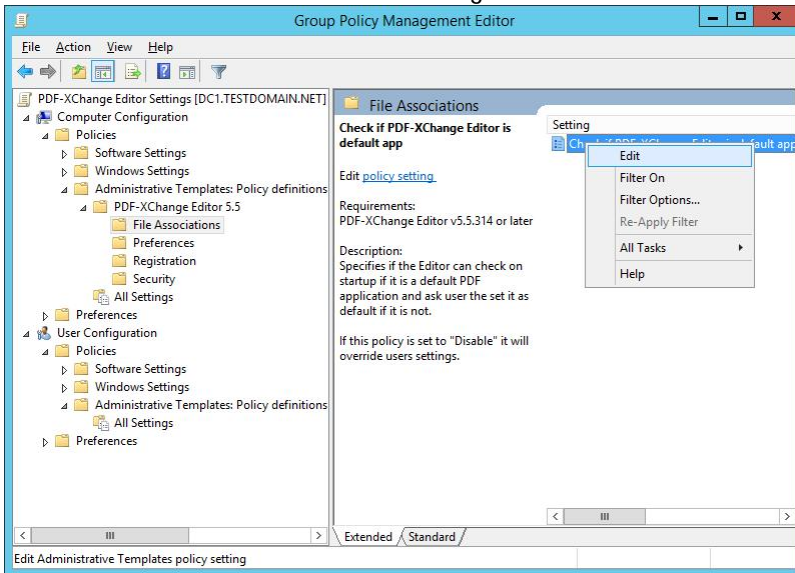 Group Policy Management Editor
File Action View Help
PDF-XChange Editor Settings [DC1.TESTDOMAIN.NET]
Computer Configuration
Policies
Software Settings
Windows Settings
Administrative Templates: Policy definitions
PDF-XChange Editor 5.5
File Associations
Preferences
Registration
Security
All Settings
Preferences
User Configuration
Policies
Software Settings
Windows Settings
Administrative Templates: Policy definitions
All Settings
Preferences
File Associations
Check if PDF-XChange Editor is
default app
Edit policy setting
Requirements:
PDF-XChange Editor v5.5.314 or later
Description:
Specifies if the Editor can check on
startup if it is a default PDF
application and ask user the set it as
default if it is not.
If this policy is set to "Disable" it will
override users settings.
Setting
Edit
Filter On
Filter Options...
Re-Apply Filter
All Tasks
Help
Extended Standard
Edit Administrative Templates policy setting